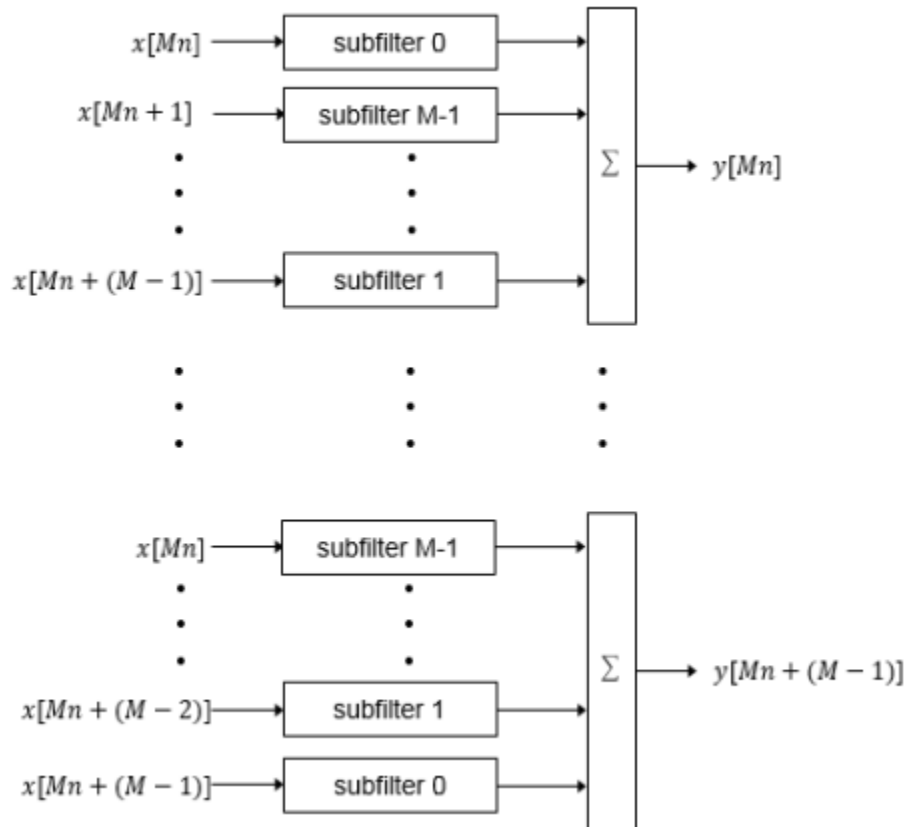 x[Mn] subfilter 0
x[Mn + 1] subfilter M-1
Σ y[Mn]
x[Mn + (M − 1)] subfilter 1
x[Mn] subfilter M-1
Σ y[Mn + (M − 1)]
x[Mn + (M − 2)] subfilter 1
x[Mn + (M − 1)] subfilter 0